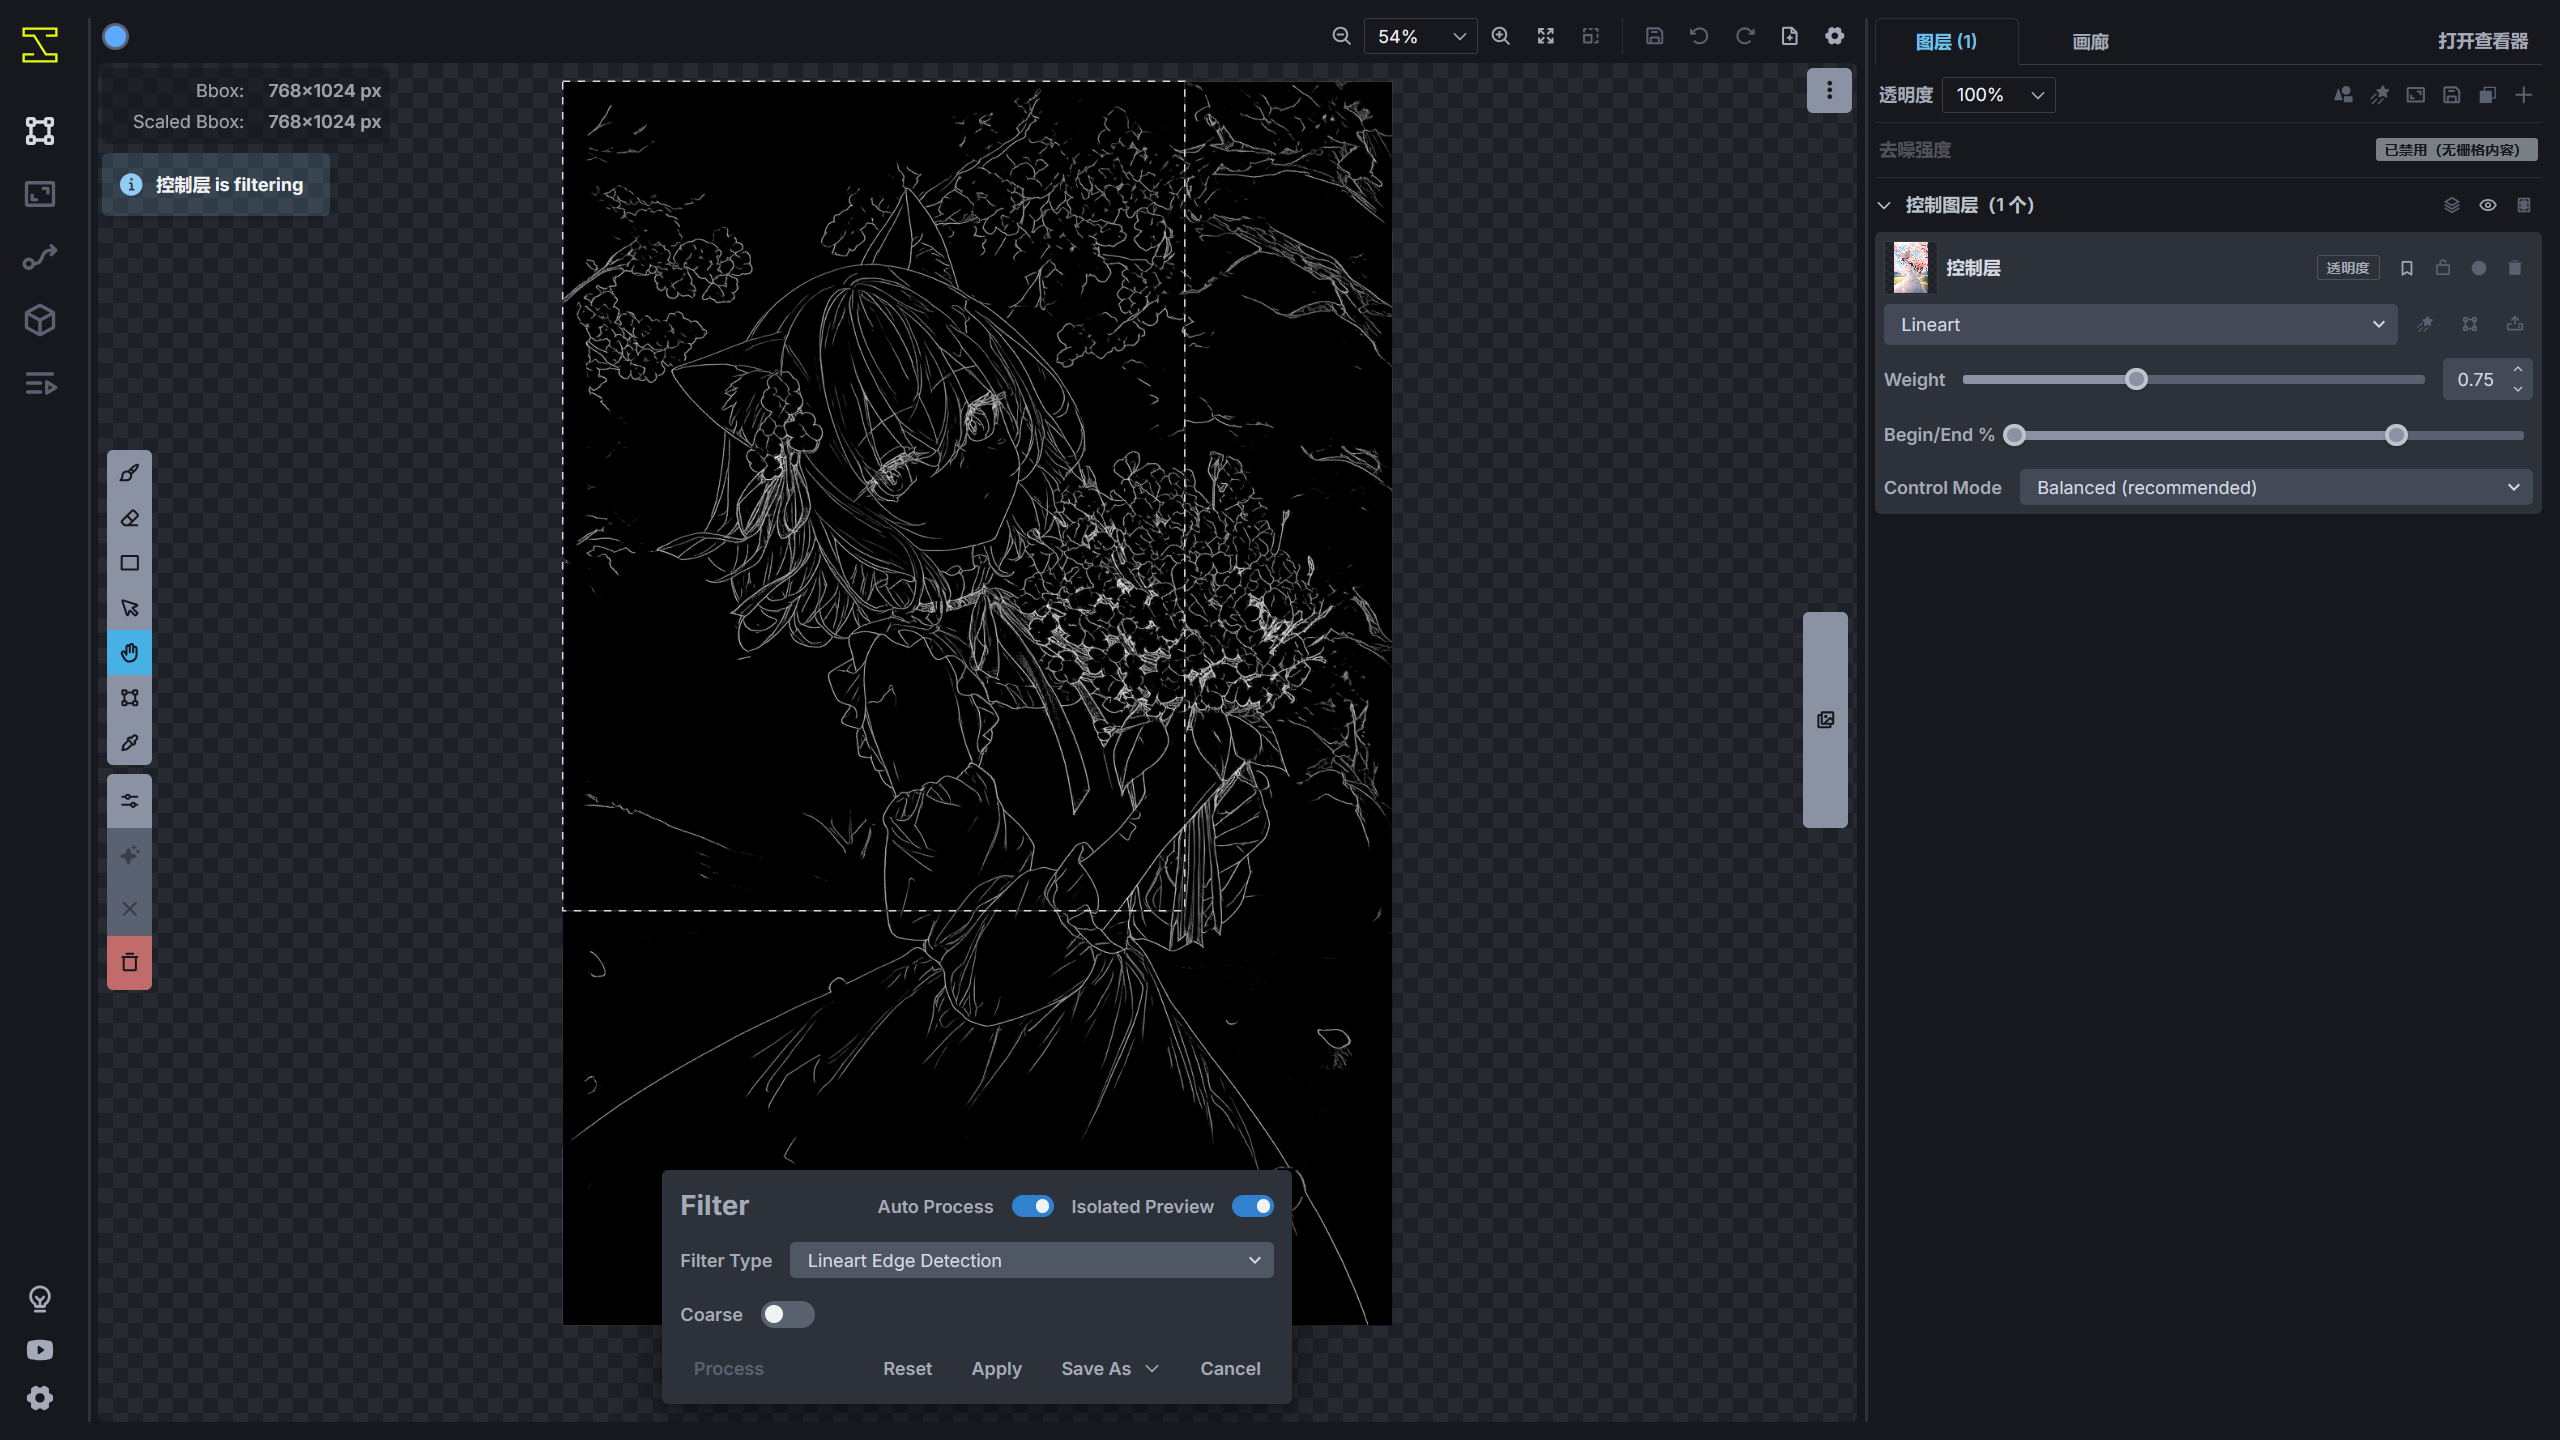 54%
图层 (1)
画廊
打开查看器
Bbox: 768×1024 px
Scaled Bbox: 768×1024 px
控制层 is filtering
透明度 100%
去噪强度 已禁用（无栅格内容）
控制图层（1 个）
控制层 透明度
Lineart
Weight 0.75
Begin/End %
Control Mode Balanced (recommended)
Filter Auto Process Isolated Preview
Filter Type Lineart Edge Detection
Coarse
Process Reset Apply Save As Cancel